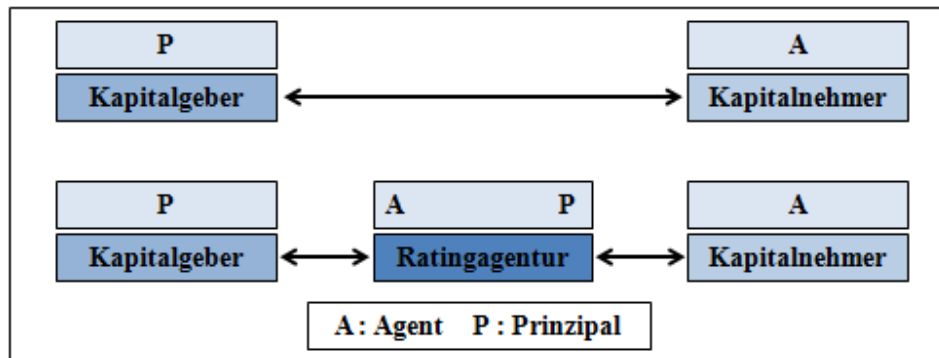 P A
Kapitalgeber Kapitalnehmer
P A P A
Kapitalgeber Ratingagentur Kapitalnehmer
A : Agent P : Prinzipal